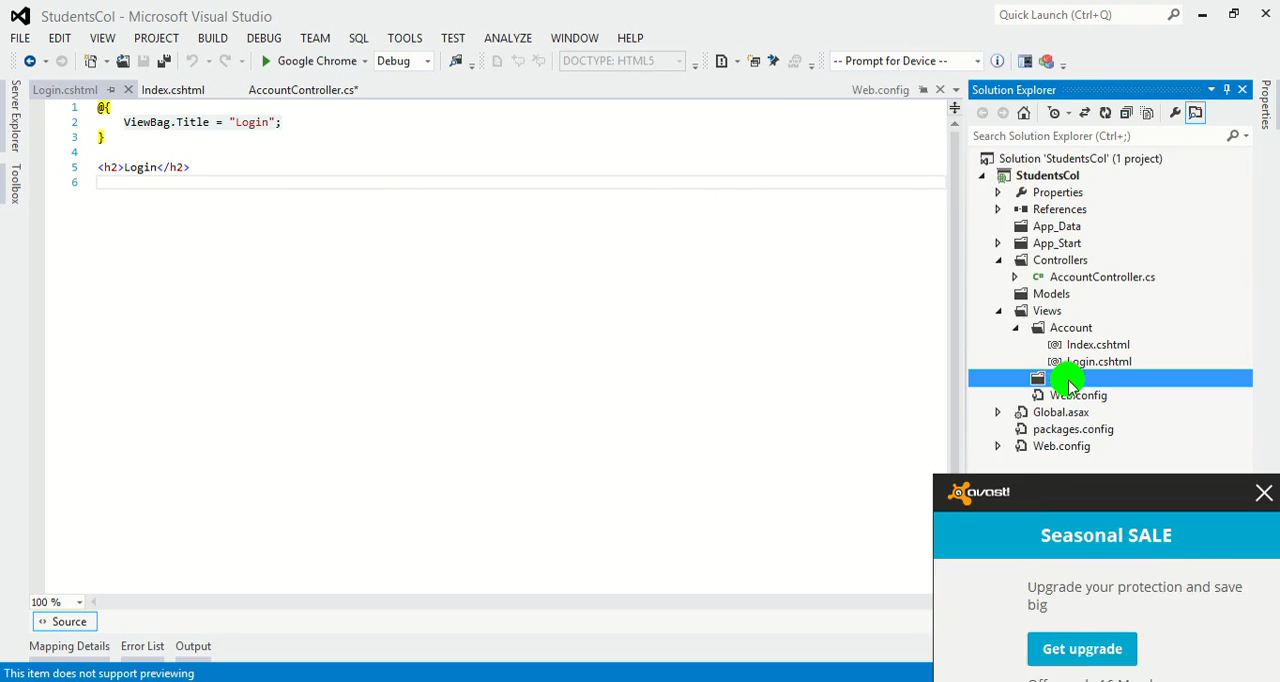 StudentsCol - Microsoft Visual Studio
Quick Launch (Ctrl+Q)
FILE EDIT VIEW PROJECT BUILD DEBUG TEAM SQL TOOLS TEST ANALYZE WINDOW HELP
Google Chrome Debug DOCTYPE: HTML5 -- Prompt for Device --
Server Explorer
Toolbox
Login.cshtml Index.cshtml AccountController.cs* Web.config
1 @{
2 ViewBag.Title = "Login";
3 }
4
5 <h2>Login</h2>
6
100 %
Source
Mapping Details Error List Output
This item does not support previewing
Solution Explorer
Properties
Search Solution Explorer (Ctrl+;)
Solution 'StudentsCol' (1 project)
StudentsCol
Properties
References
App_Data
App_Start
Controllers
C# AccountController.cs
Models
Views
Account
[@] Index.cshtml
[@] Login.cshtml
Web.config
Global.asax
packages.config
Web.config
avast!
Seasonal SALE
Upgrade your protection and save
big
Get upgrade